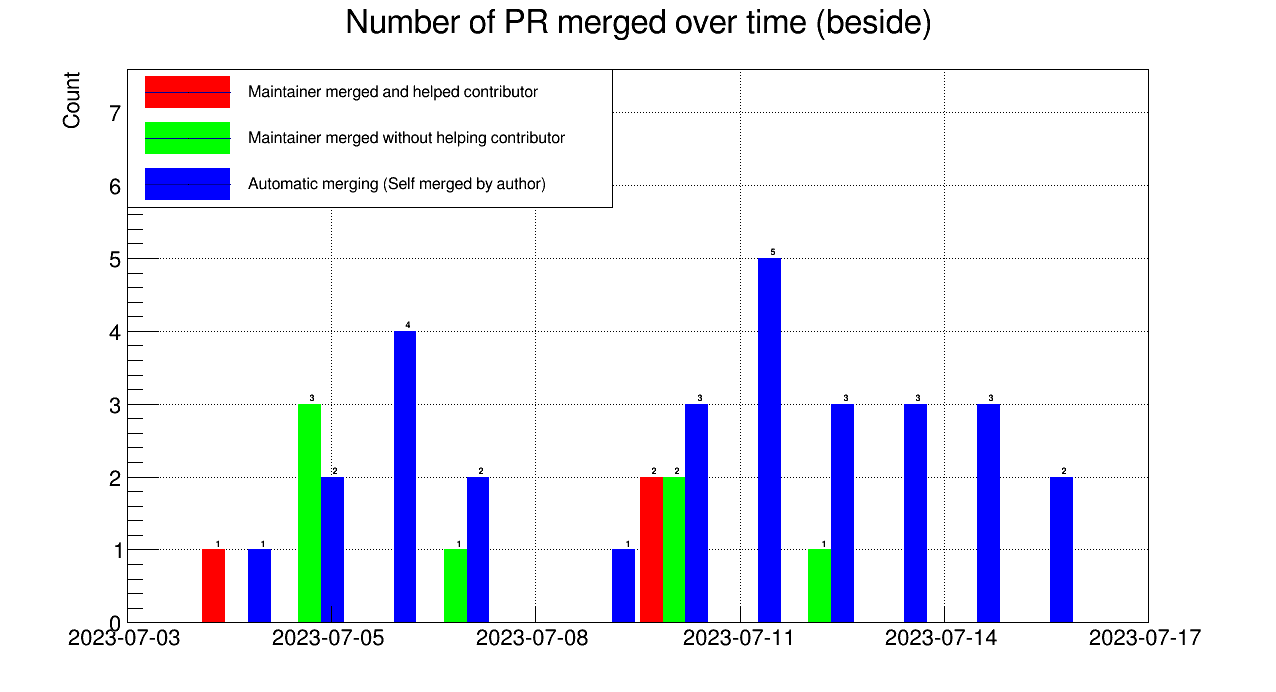 Number of PR merged over time (beside)
Count
Maintainer merged and helped contributor
Maintainer merged without helping contributor
Automatic merging (Self merged by author)
7
6
5
4
3
2
1
0
5
4
3 3 3 3 3
2 2 2 2 2
1 1 1 1 1
2023-07-03 2023-07-05 2023-07-08 2023-07-11 2023-07-14 2023-07-17